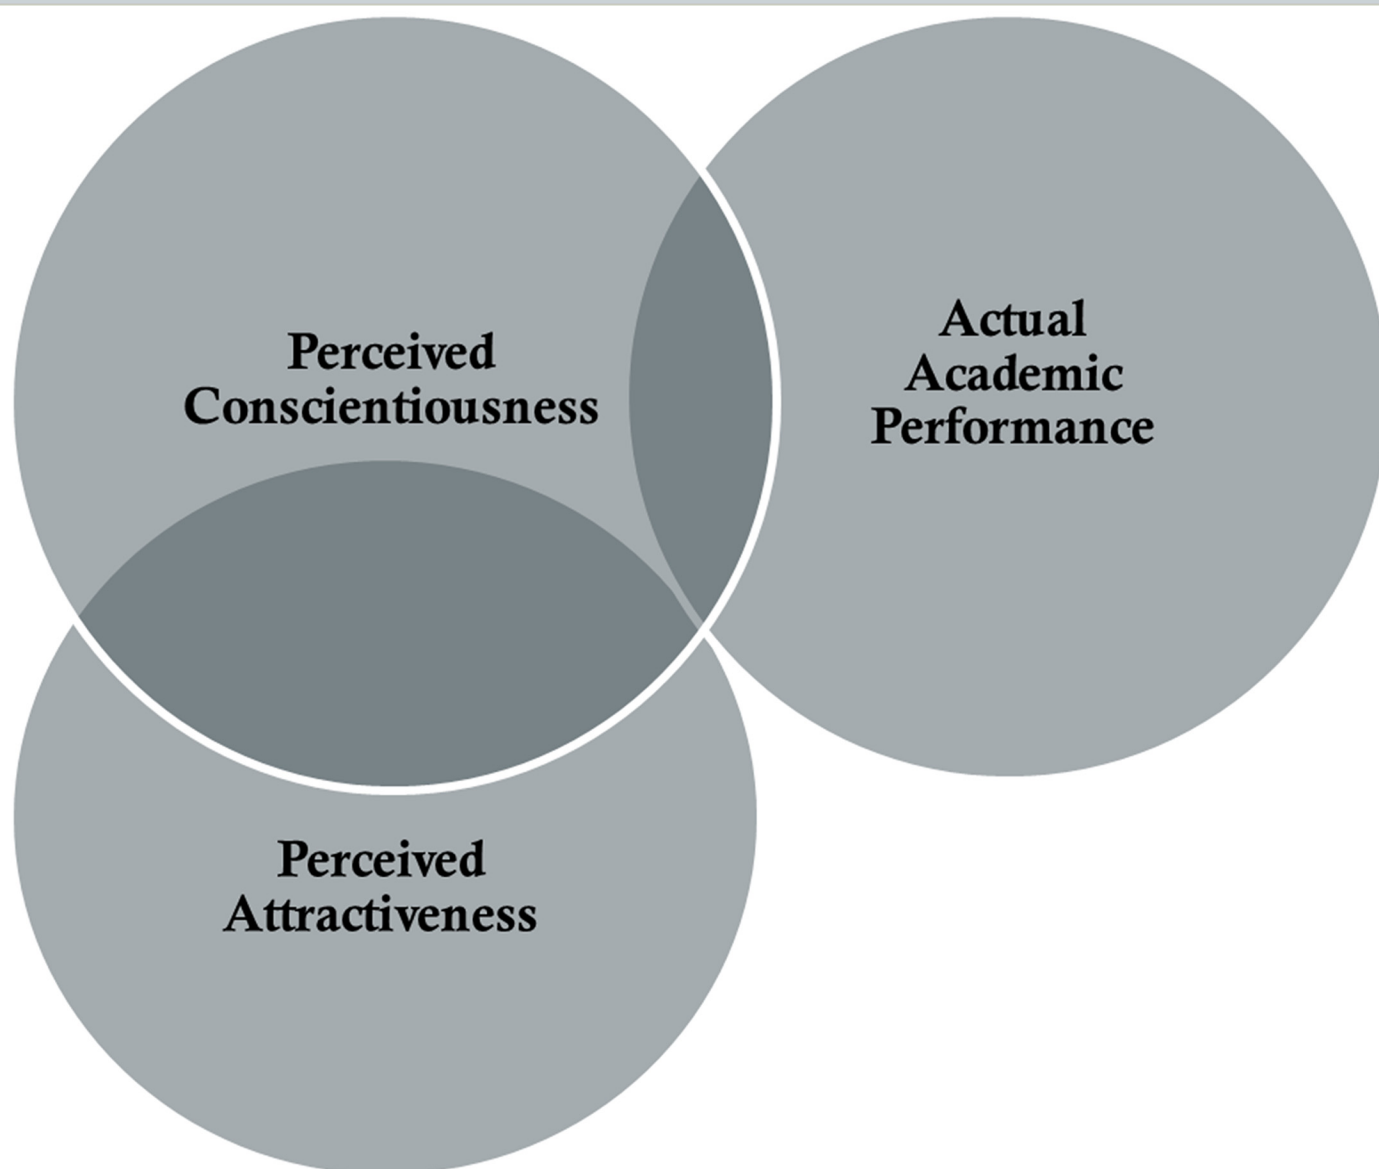 Perceived
Conscientiousness
Actual
Academic
Performance
Perceived
Attractiveness